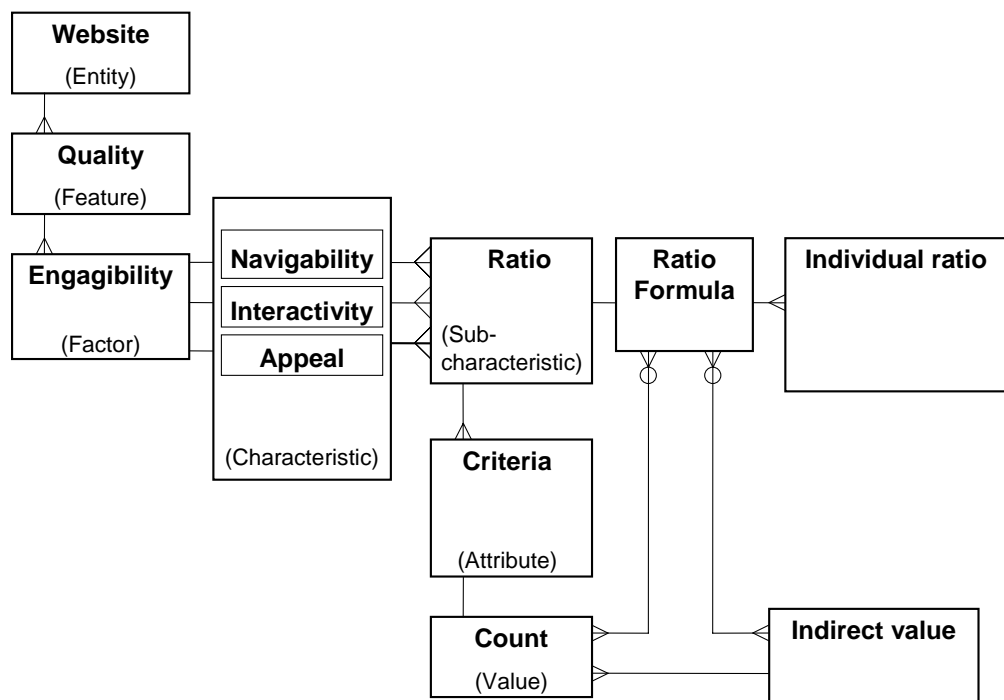 Website
(Entity)
Quality
(Feature)
Engagibility
(Factor)
Navigability
Interactivity
Appeal
(Characteristic)
Ratio
(Sub-
characteristic)
Ratio
Formula
Individual ratio
Criteria
(Attribute)
Count
(Value)
Indirect value